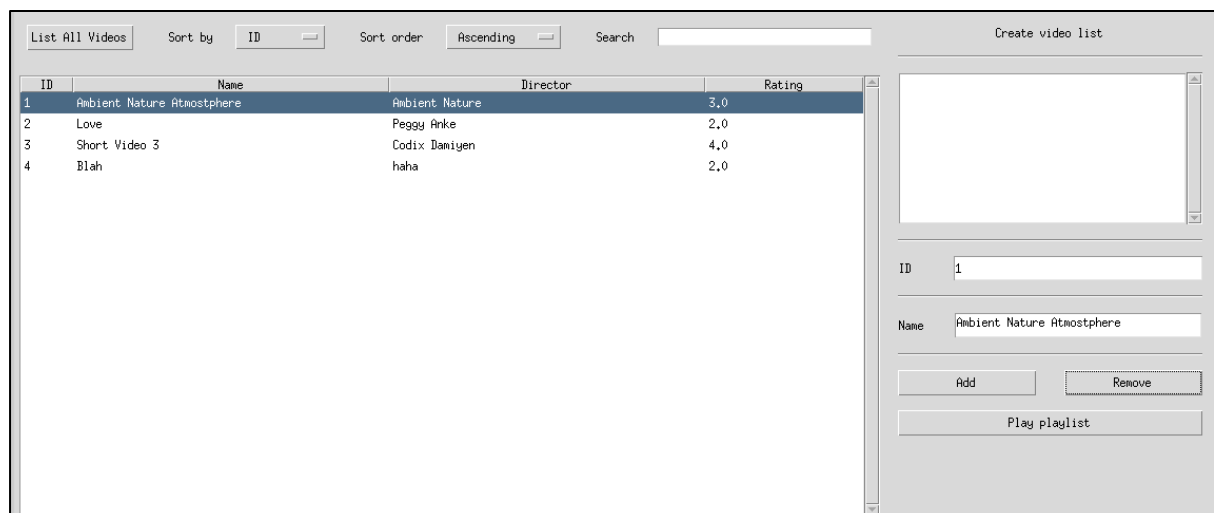 List All Videos Sort by ID Sort order Ascending Search
Create video list
ID Name Director Rating
1 Ambient Nature Atmostphere Ambient Nature 3.0
2 Love Peggy Anke 2.0
3 Short Video 3 Codix Damiyen 4.0
4 Blah haha 2.0
ID 1
Name Ambient Nature Atmostphere
Add Remove
Play playlist